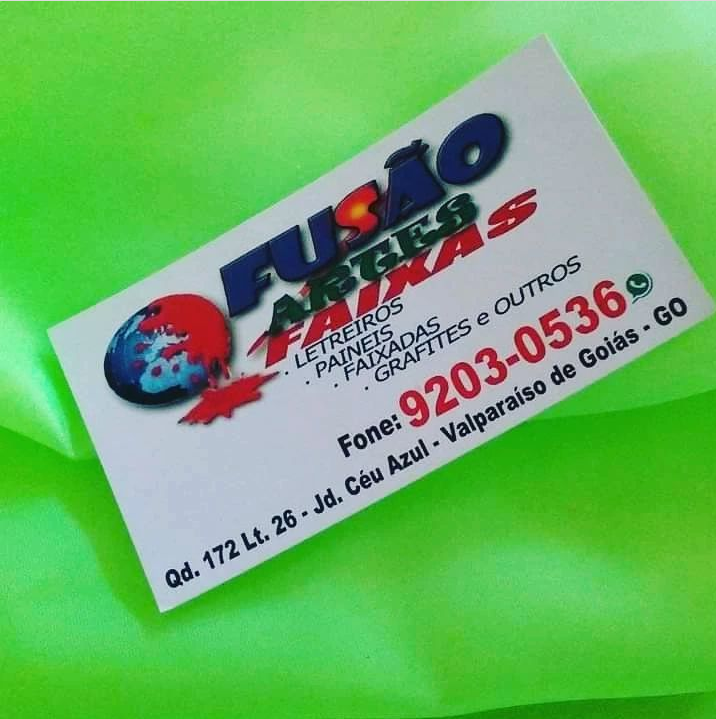 FUSÃO
ARTES
FAIXAS
. LETREIROS
. PAINEIS
. FAIXADAS
. GRAFITES e OUTROS
Fone: 9203-0536
Qd. 172 Lt. 26 - Jd. Céu Azul - Valparaíso de Goiás - GO